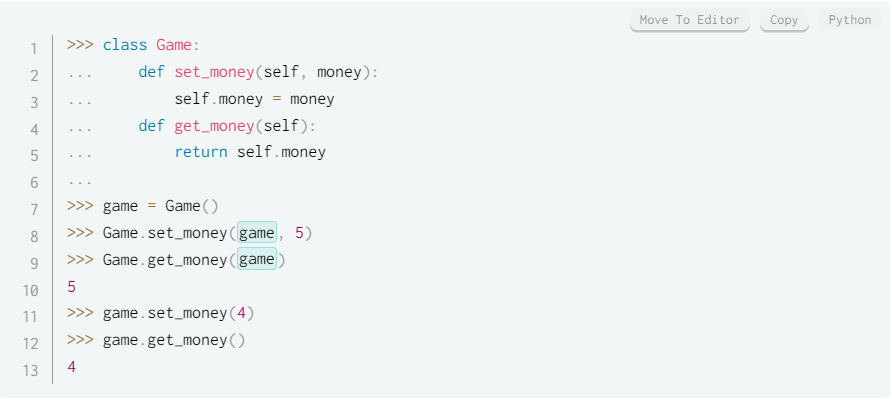 Move To Editor Copy Python
1 >>> class Game:
2 ...     def set_money(self, money):
3 ...         self.money = money
4 ...     def get_money(self):
5 ...         return self.money
6 ...
7 >>> game = Game()
8 >>> Game.set_money(game, 5)
9 >>> Game.get_money(game)
10 5
11 >>> game.set_money(4)
12 >>> game.get_money()
13 4